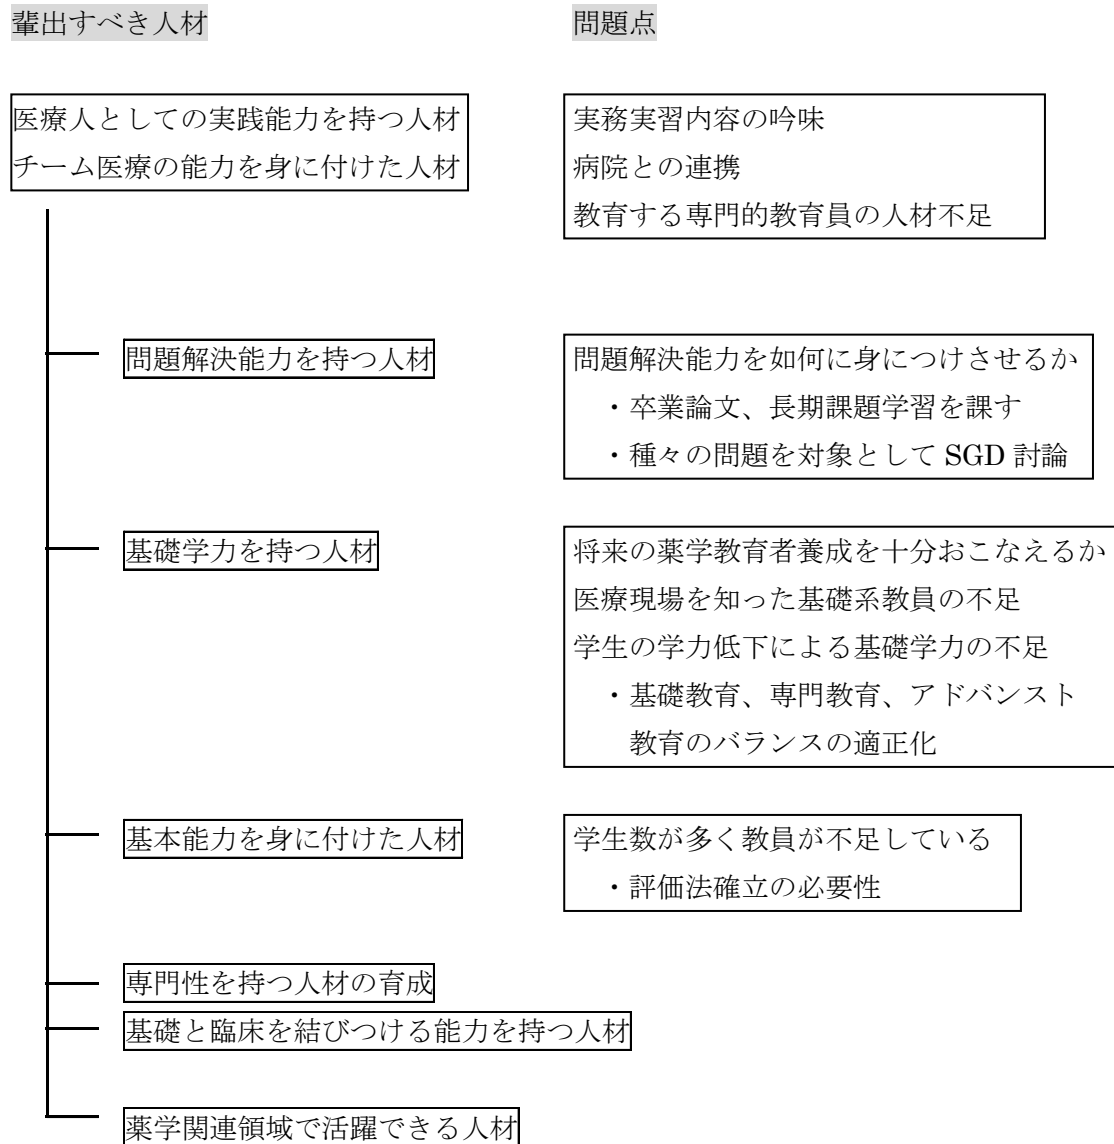 輩出すべき人材
問題点
医療人としての実践能力を持つ人材
チーム医療の能力を身に付けた人材
実務実習内容の吟味
病院との連携
教育する専門的教育員の人材不足
問題解決能力を持つ人材
問題解決能力を如何に身につけさせるか
・卒業論文、長期課題学習を課す
・種々の問題を対象として SGD 討論
基礎学力を持つ人材
将来の薬学教育者養成を十分おこなえるか
医療現場を知った基礎系教員の不足
学生の学力低下による基礎学力の不足
・基礎教育、専門教育、アドバンスト
教育のバランスの適正化
基本能力を身に付けた人材
学生数が多く教員が不足している
・評価法確立の必要性
専門性を持つ人材の育成
基礎と臨床を結びつける能力を持つ人材
薬学関連領域で活躍できる人材